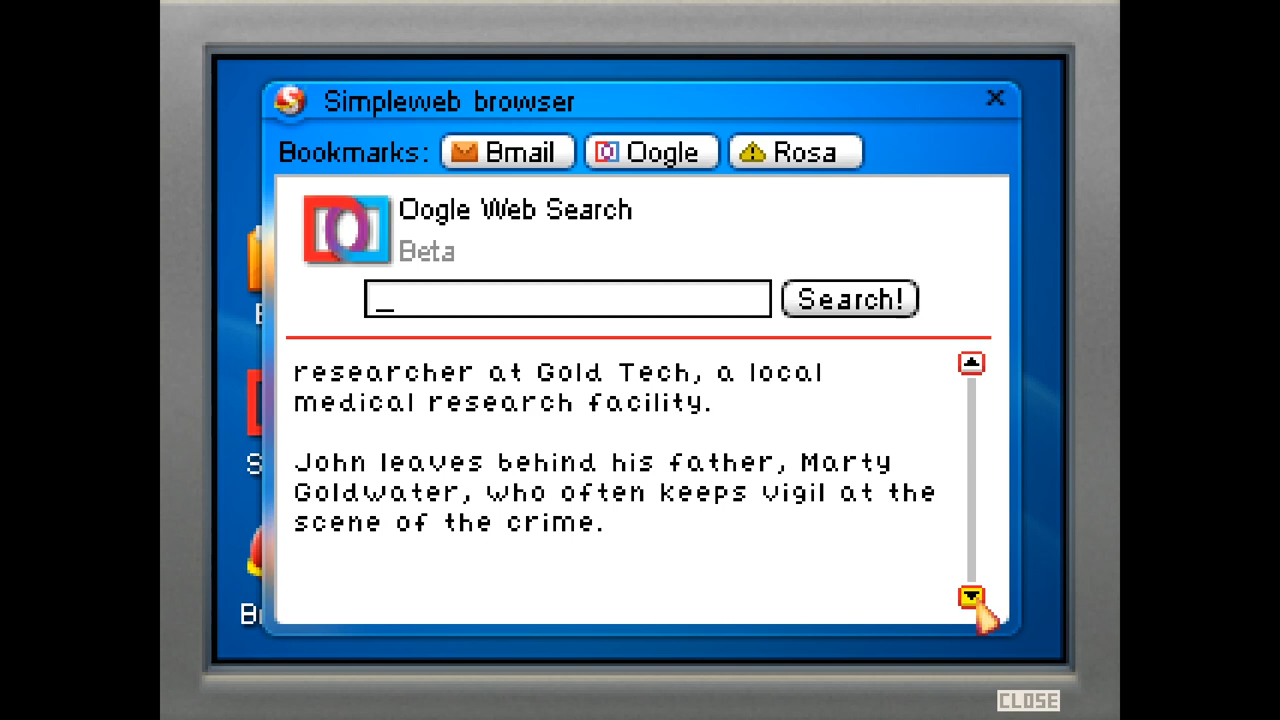 Simpleweb browser
Bookmarks: Bmail Oogle Rosa
Oogle Web Search
Beta
_ Search!
researcher at Gold Tech, a local
medical research facility.
John leaves behind his father, Marty
Goldwater, who often keeps vigil at the
scene of the crime.
CLOSE